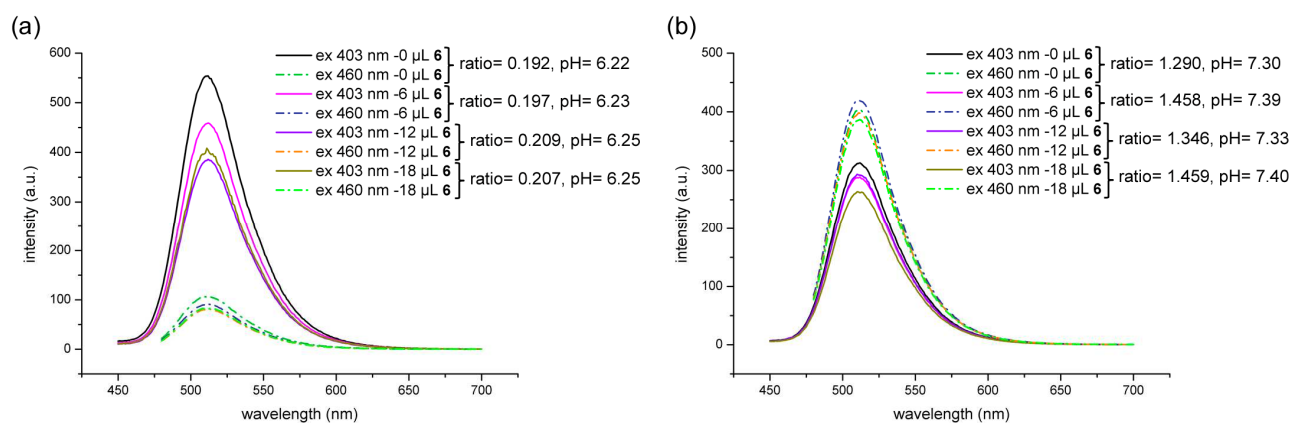 (a)
600
500
400
300
200
100
0
intensity (a.u.)
450 500 550 600 650 700
wavelength (nm)
ex 403 nm -0 µL 6
ex 460 nm -0 µL 6
ratio= 0.192, pH= 6.22
ex 403 nm -6 µL 6
ex 460 nm -6 µL 6
ratio= 0.197, pH= 6.23
ex 403 nm -12 µL 6
ex 460 nm -12 µL 6
ratio= 0.209, pH= 6.25
ex 403 nm -18 µL 6
ex 460 nm -18 µL 6
ratio= 0.207, pH= 6.25
(b)
500
400
300
200
100
0
intensity (a.u.)
450 500 550 600 650 700
wavelength (nm)
ex 403 nm -0 µL 6
ex 460 nm -0 µL 6
ratio= 1.290, pH= 7.30
ex 403 nm -6 µL 6
ex 460 nm -6 µL 6
ratio= 1.458, pH= 7.39
ex 403 nm -12 µL 6
ex 460 nm -12 µL 6
ratio= 1.346, pH= 7.33
ex 403 nm -18 µL 6
ex 460 nm -18 µL 6
ratio= 1.459, pH= 7.40